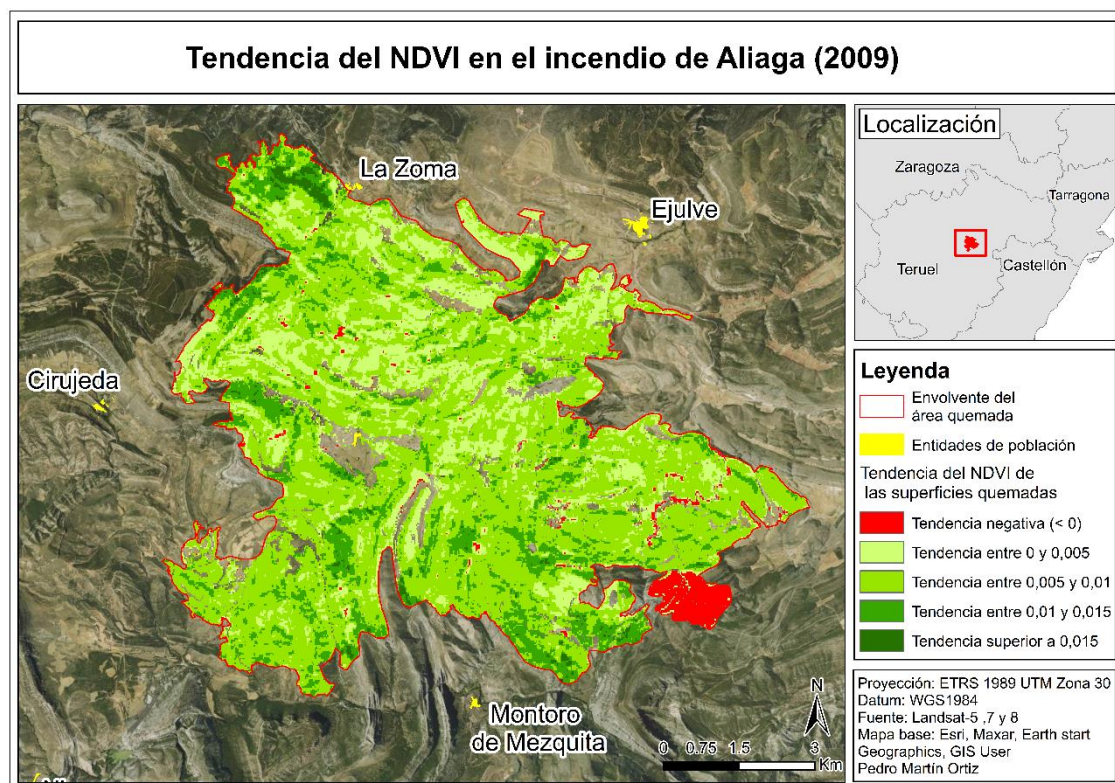 Tendencia del NDVI en el incendio de Aliaga (2009)
La Zoma
Ejulve
Cirujeda
Montoro
de Mezquita
N
0 0.75 1.5 3
Km
Localización
Zaragoza
Tarragona
Teruel
Castellón
Leyenda
Envolvente del
área quemada
Entidades de población
Tendencia del NDVI de
las superficies quemadas
Tendencia negativa (< 0)
Tendencia entre 0 y 0,005
Tendencia entre 0,005 y 0,01
Tendencia entre 0,01 y 0,015
Tendencia superior a 0,015
Proyección: ETRS 1989 UTM Zona 30
Datum: WGS1984
Fuente: Landsat-5 ,7 y 8
Mapa base: Esri, Maxar, Earth start
Geographics, GIS User
Pedro Martín Ortiz